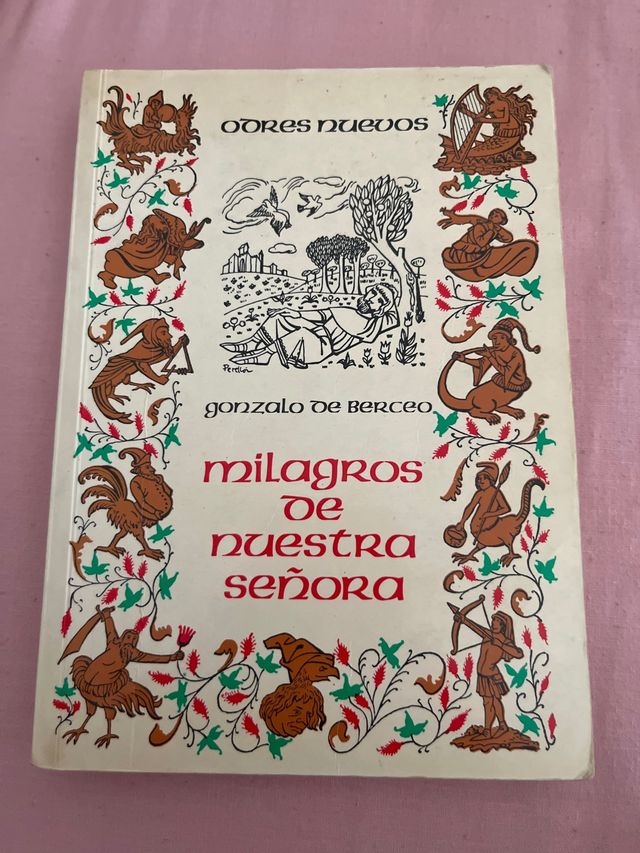 odres nuevos
Perellón
gonzalo de Berceo
milagros
de
nuestra
señora